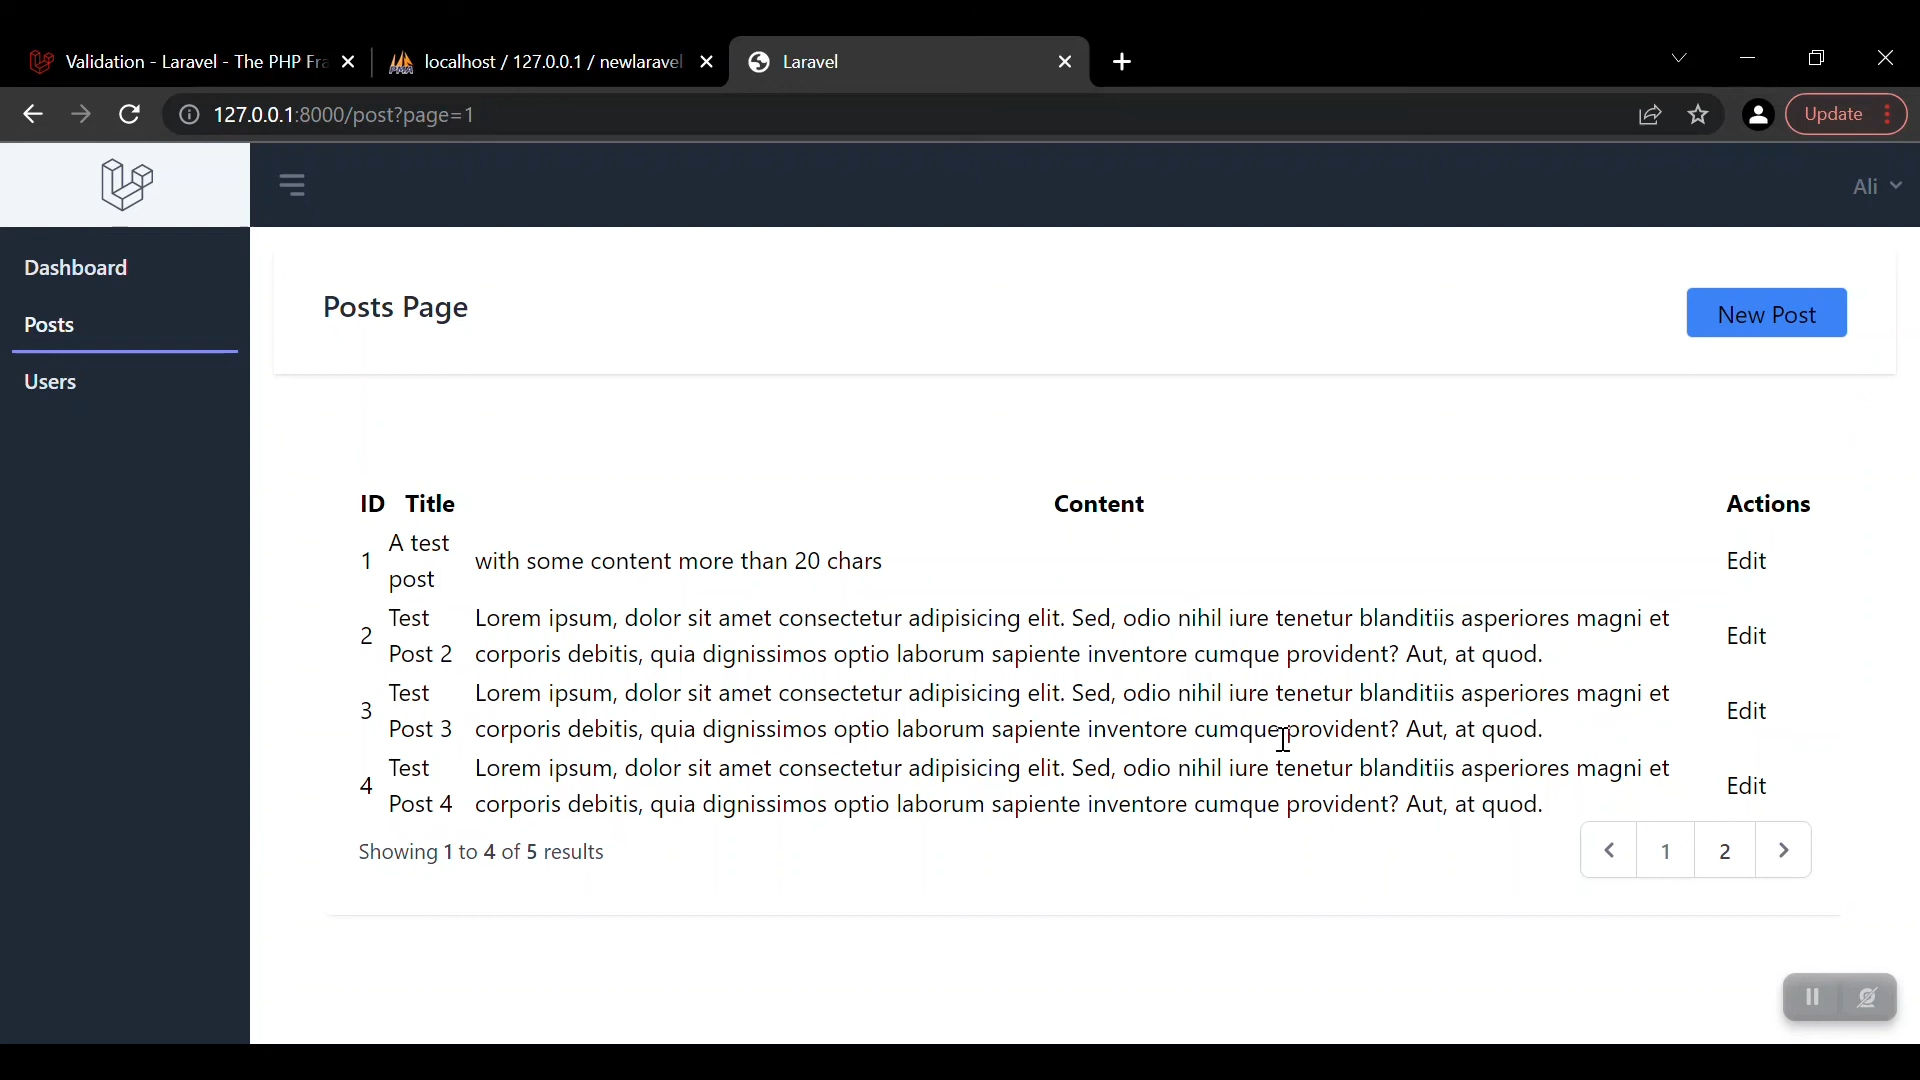 Validation - Laravel - The PHP Fra
localhost / 127.0.0.1 / newlaravel
Laravel
127.0.0.1:8000/post?page=1
Update
Ali
Dashboard
Posts
Users
Posts Page
New Post
ID Title Content Actions
1 A test post with some content more than 20 chars Edit
2 Test Lorem ipsum, dolor sit amet consectetur adipisicing elit. Sed, odio nihil iure tenetur blanditiis asperiores magni et Edit
Post 2 corporis debitis, quia dignissimos optio laborum sapiente inventore cumque provident? Aut, at quod.
3 Test Lorem ipsum, dolor sit amet consectetur adipisicing elit. Sed, odio nihil iure tenetur blanditiis asperiores magni et Edit
Post 3 corporis debitis, quia dignissimos optio laborum sapiente inventore cumque provident? Aut, at quod.
4 Test Lorem ipsum, dolor sit amet consectetur adipisicing elit. Sed, odio nihil iure tenetur blanditiis asperiores magni et Edit
Post 4 corporis debitis, quia dignissimos optio laborum sapiente inventore cumque provident? Aut, at quod.
Showing 1 to 4 of 5 results
1 2